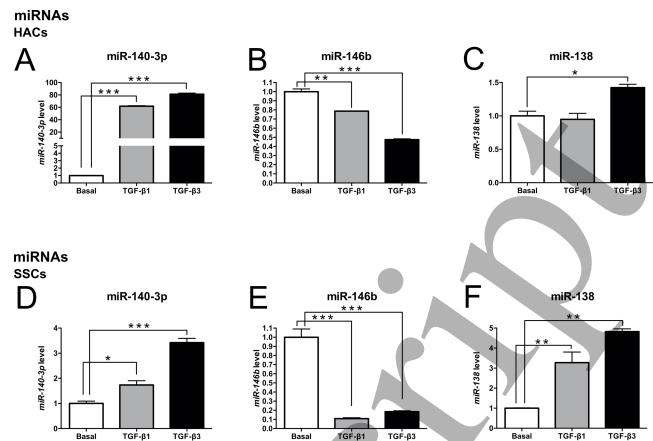 miRNAs
HACs
A
miR-140-3p
miR-140-3p level
100
80
60
40
20
5
4
3
2
1
0
***
***
Basal TGF-β1 TGF-β3
B
miR-146b
miR-146b level
1.1
1.0
0.9
0.8
0.7
0.6
0.5
0.4
0.3
0.2
0.1
0.0
***
**
Basal TGF-β1 TGF-β3
C
miR-138
miR-138 level
1.5
1.0
0.5
0.0
*
Basal TGF-β1 TGF-β3
miRNAs
SSCs
D
miR-140-3p
miR-140-3p level
4
3
2
1
0
***
*
Basal TGF-β1 TGF-β3
E
miR-146b
miR-146b level
1.1
1.0
0.9
0.8
0.7
0.6
0.5
0.4
0.3
0.2
0.1
0.0
***
***
Basal TGF-β1 TGF-β3
F
miR-138
miR-138 level
5
4
3
2
1
0
**
**
Basal TGF-β1 TGF-β3
ript